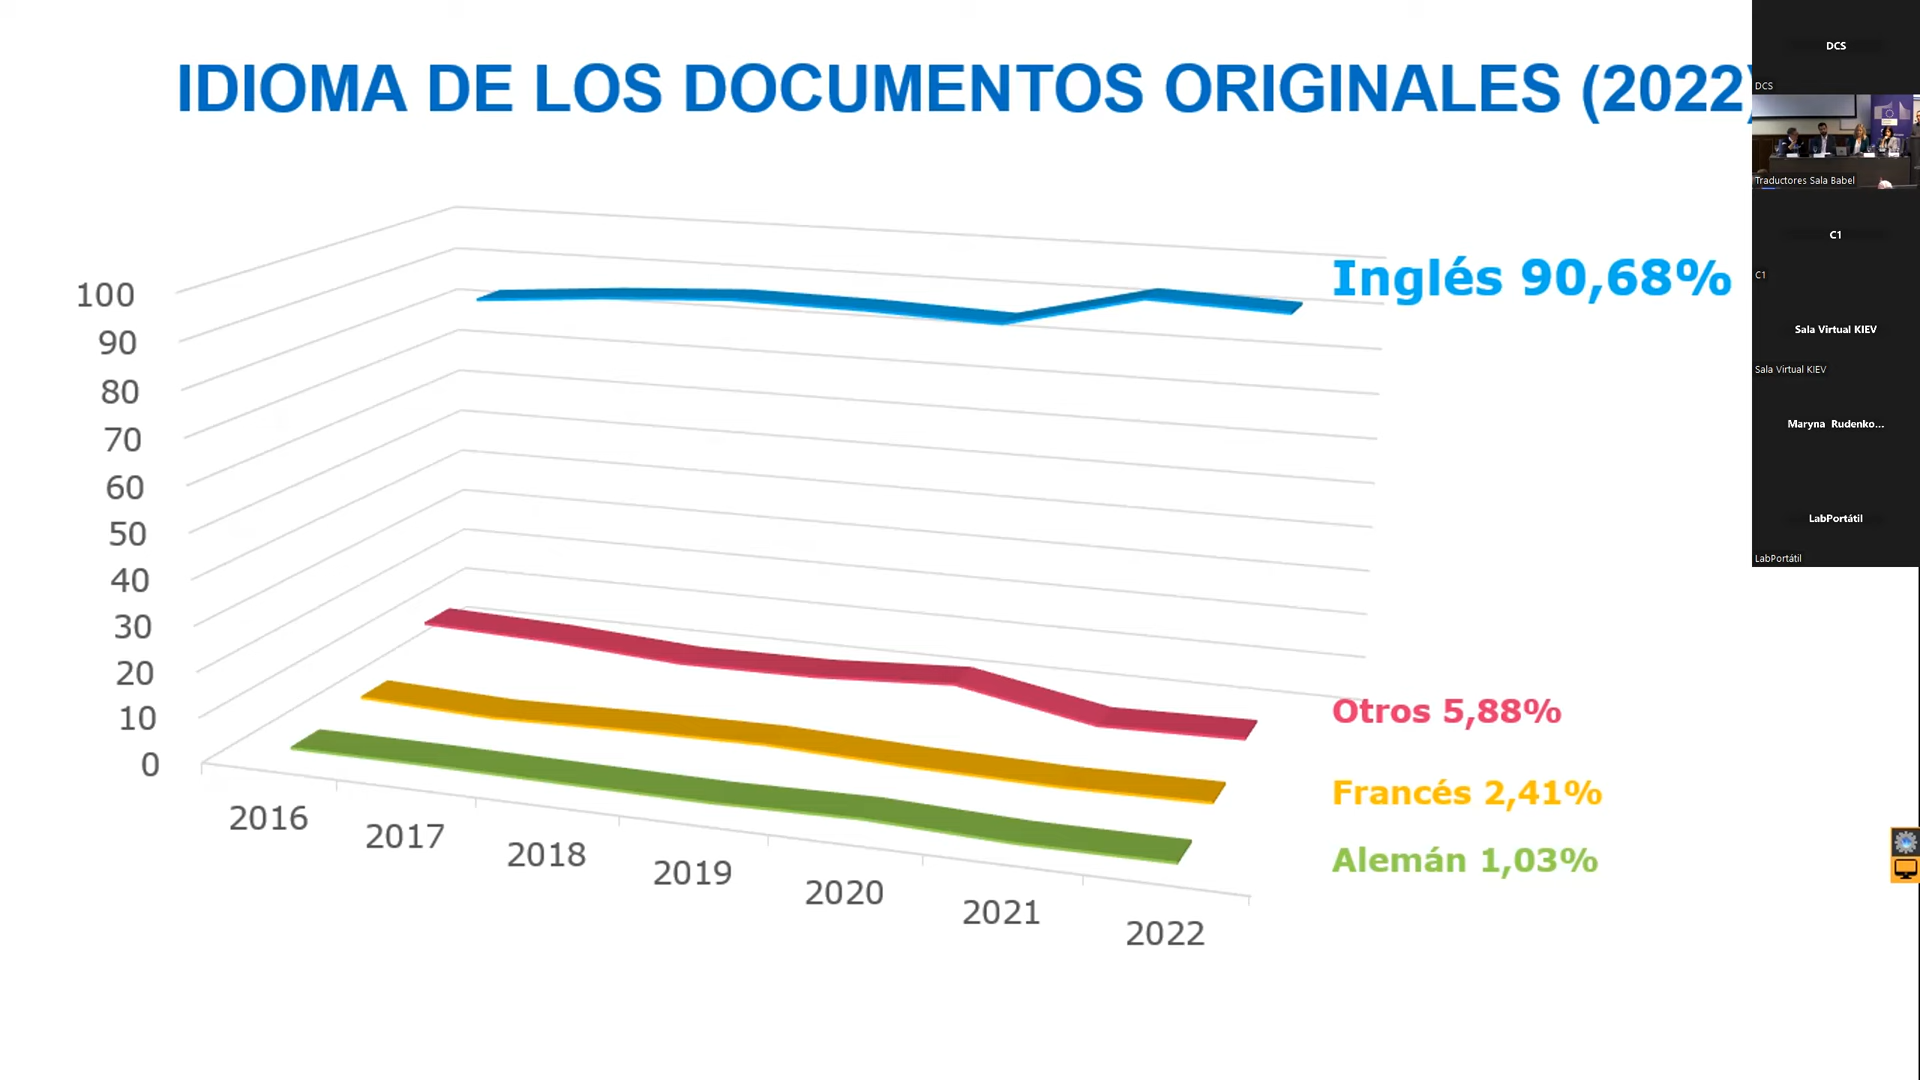 IDIOMA DE LOS DOCUMENTOS ORIGINALES (2022)
100
90
80
70
60
50
40
30
20
10
0
2016
2017
2018
2019
2020
2021
2022
Inglés 90,68%
Otros 5,88%
Francés 2,41%
Alemán 1,03%
DCS
DCS
Traductores Sala Babel
C1
C1
Sala Virtual KIEV
Sala Virtual KIEV
Maryna Rudenko...
LabPortátil
LabPortátil